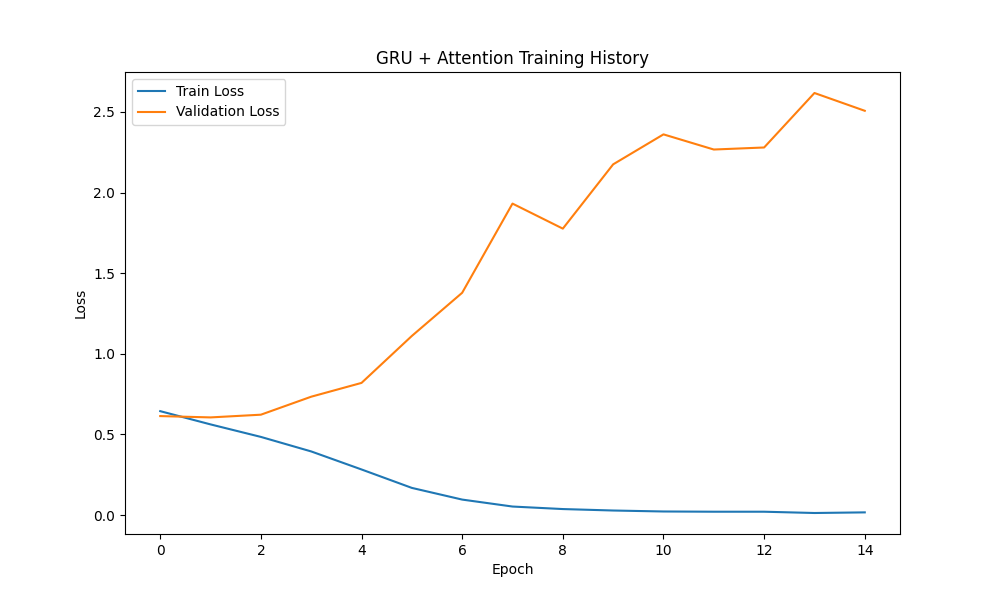 GRU + Attention Training History
Train Loss
Validation Loss
2.5
2.0
1.5
1.0
0.5
0.0
Loss
0 2 4 6 8 10 12 14
Epoch